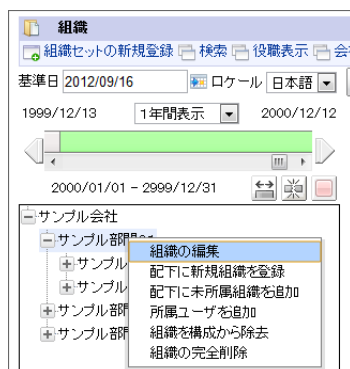 組織
組織セットの新規登録 検索 役職表示 会
基準日 2012/09/16 ロケール 日本語
1999/12/13 1年間表示 2000/12/12
2000/01/01 - 2999/12/31
サンプル会社
サンプル部門01
サンプル
サンプル
サンプル部門
サンプル部門
組織の編集
配下に新規組織を登録
配下に未所属組織を追加
所属ユーザを追加
組織を構成から除去
組織の完全削除